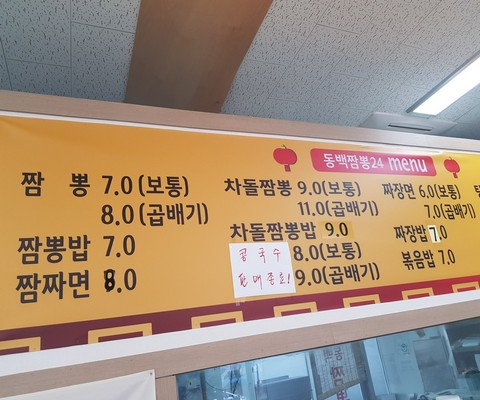 동백짬뽕24 menu
짬 뽕 7.0(보통) 차돌짬뽕 9.0(보통) 짜장면 6.0(보통)
8.0(곱배기) 11.0(곱배기) 7.0(곱배기)
짬뽕밥 7.0 차돌짬뽕밥 9.0 짜장밥 7.0
짬짜면 8.0 콩국수 8.0(보통) 볶음밥 7.0
판매종료! 9.0(곱배기)